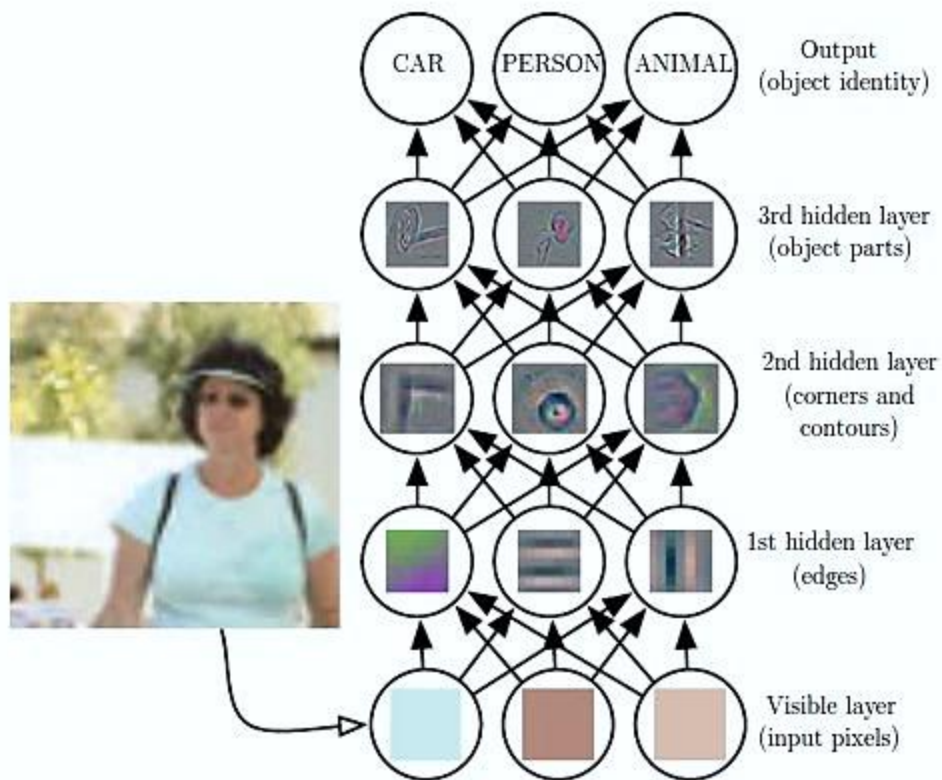 CAR
PERSON
ANIMAL
Output
(object identity)
3rd hidden layer
(object parts)
2nd hidden layer
(corners and
contours)
1st hidden layer
(edges)
Visible layer
(input pixels)